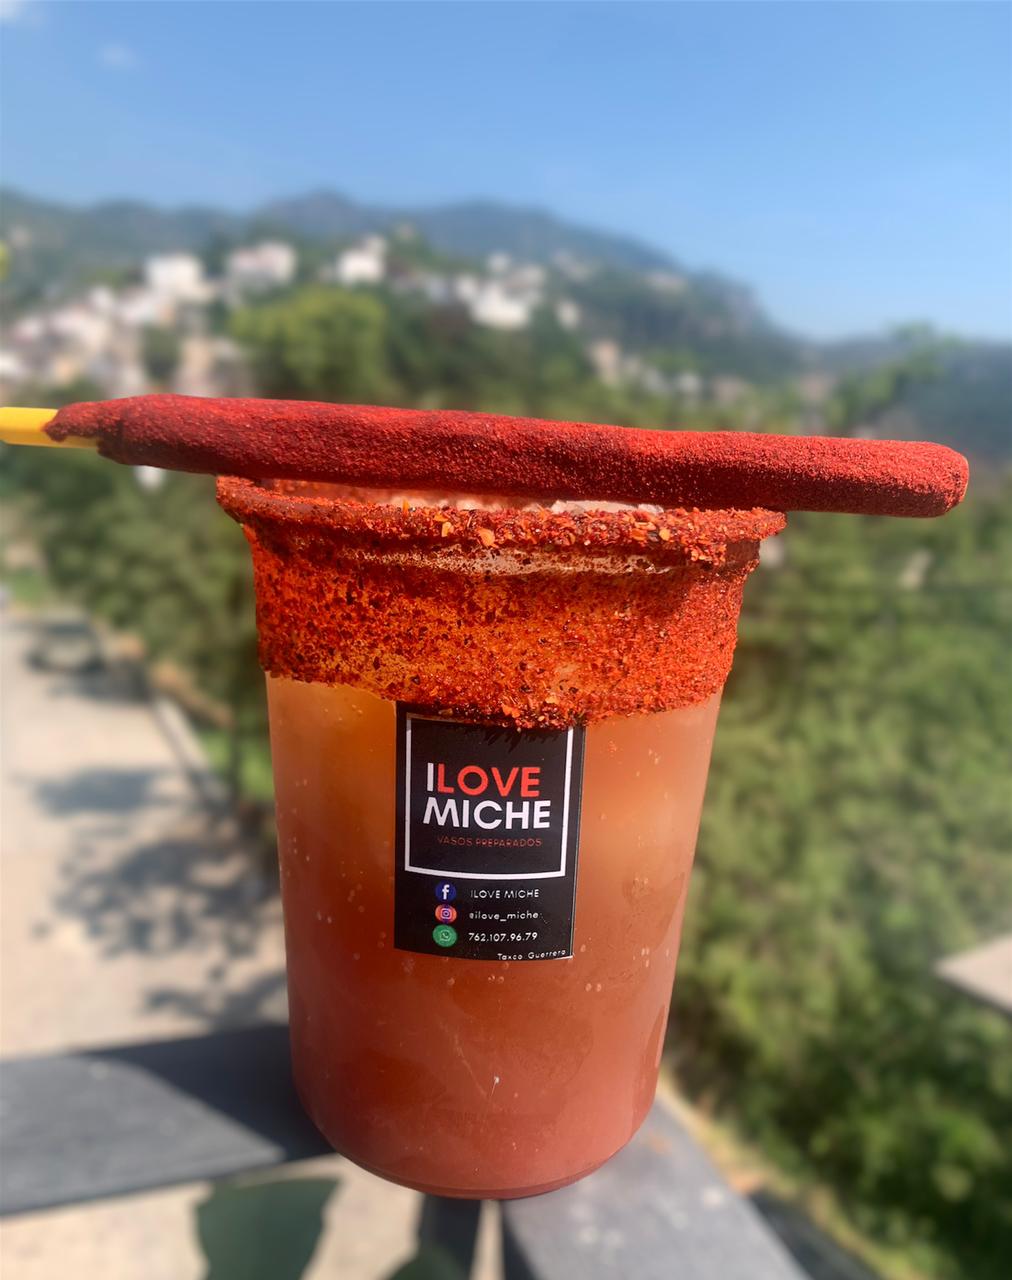 ILOVE
MICHE
VASOS PREPARADOS
ILOVE MICHE
@ilove_miche
762.107.96.79
Taxco Guerrero